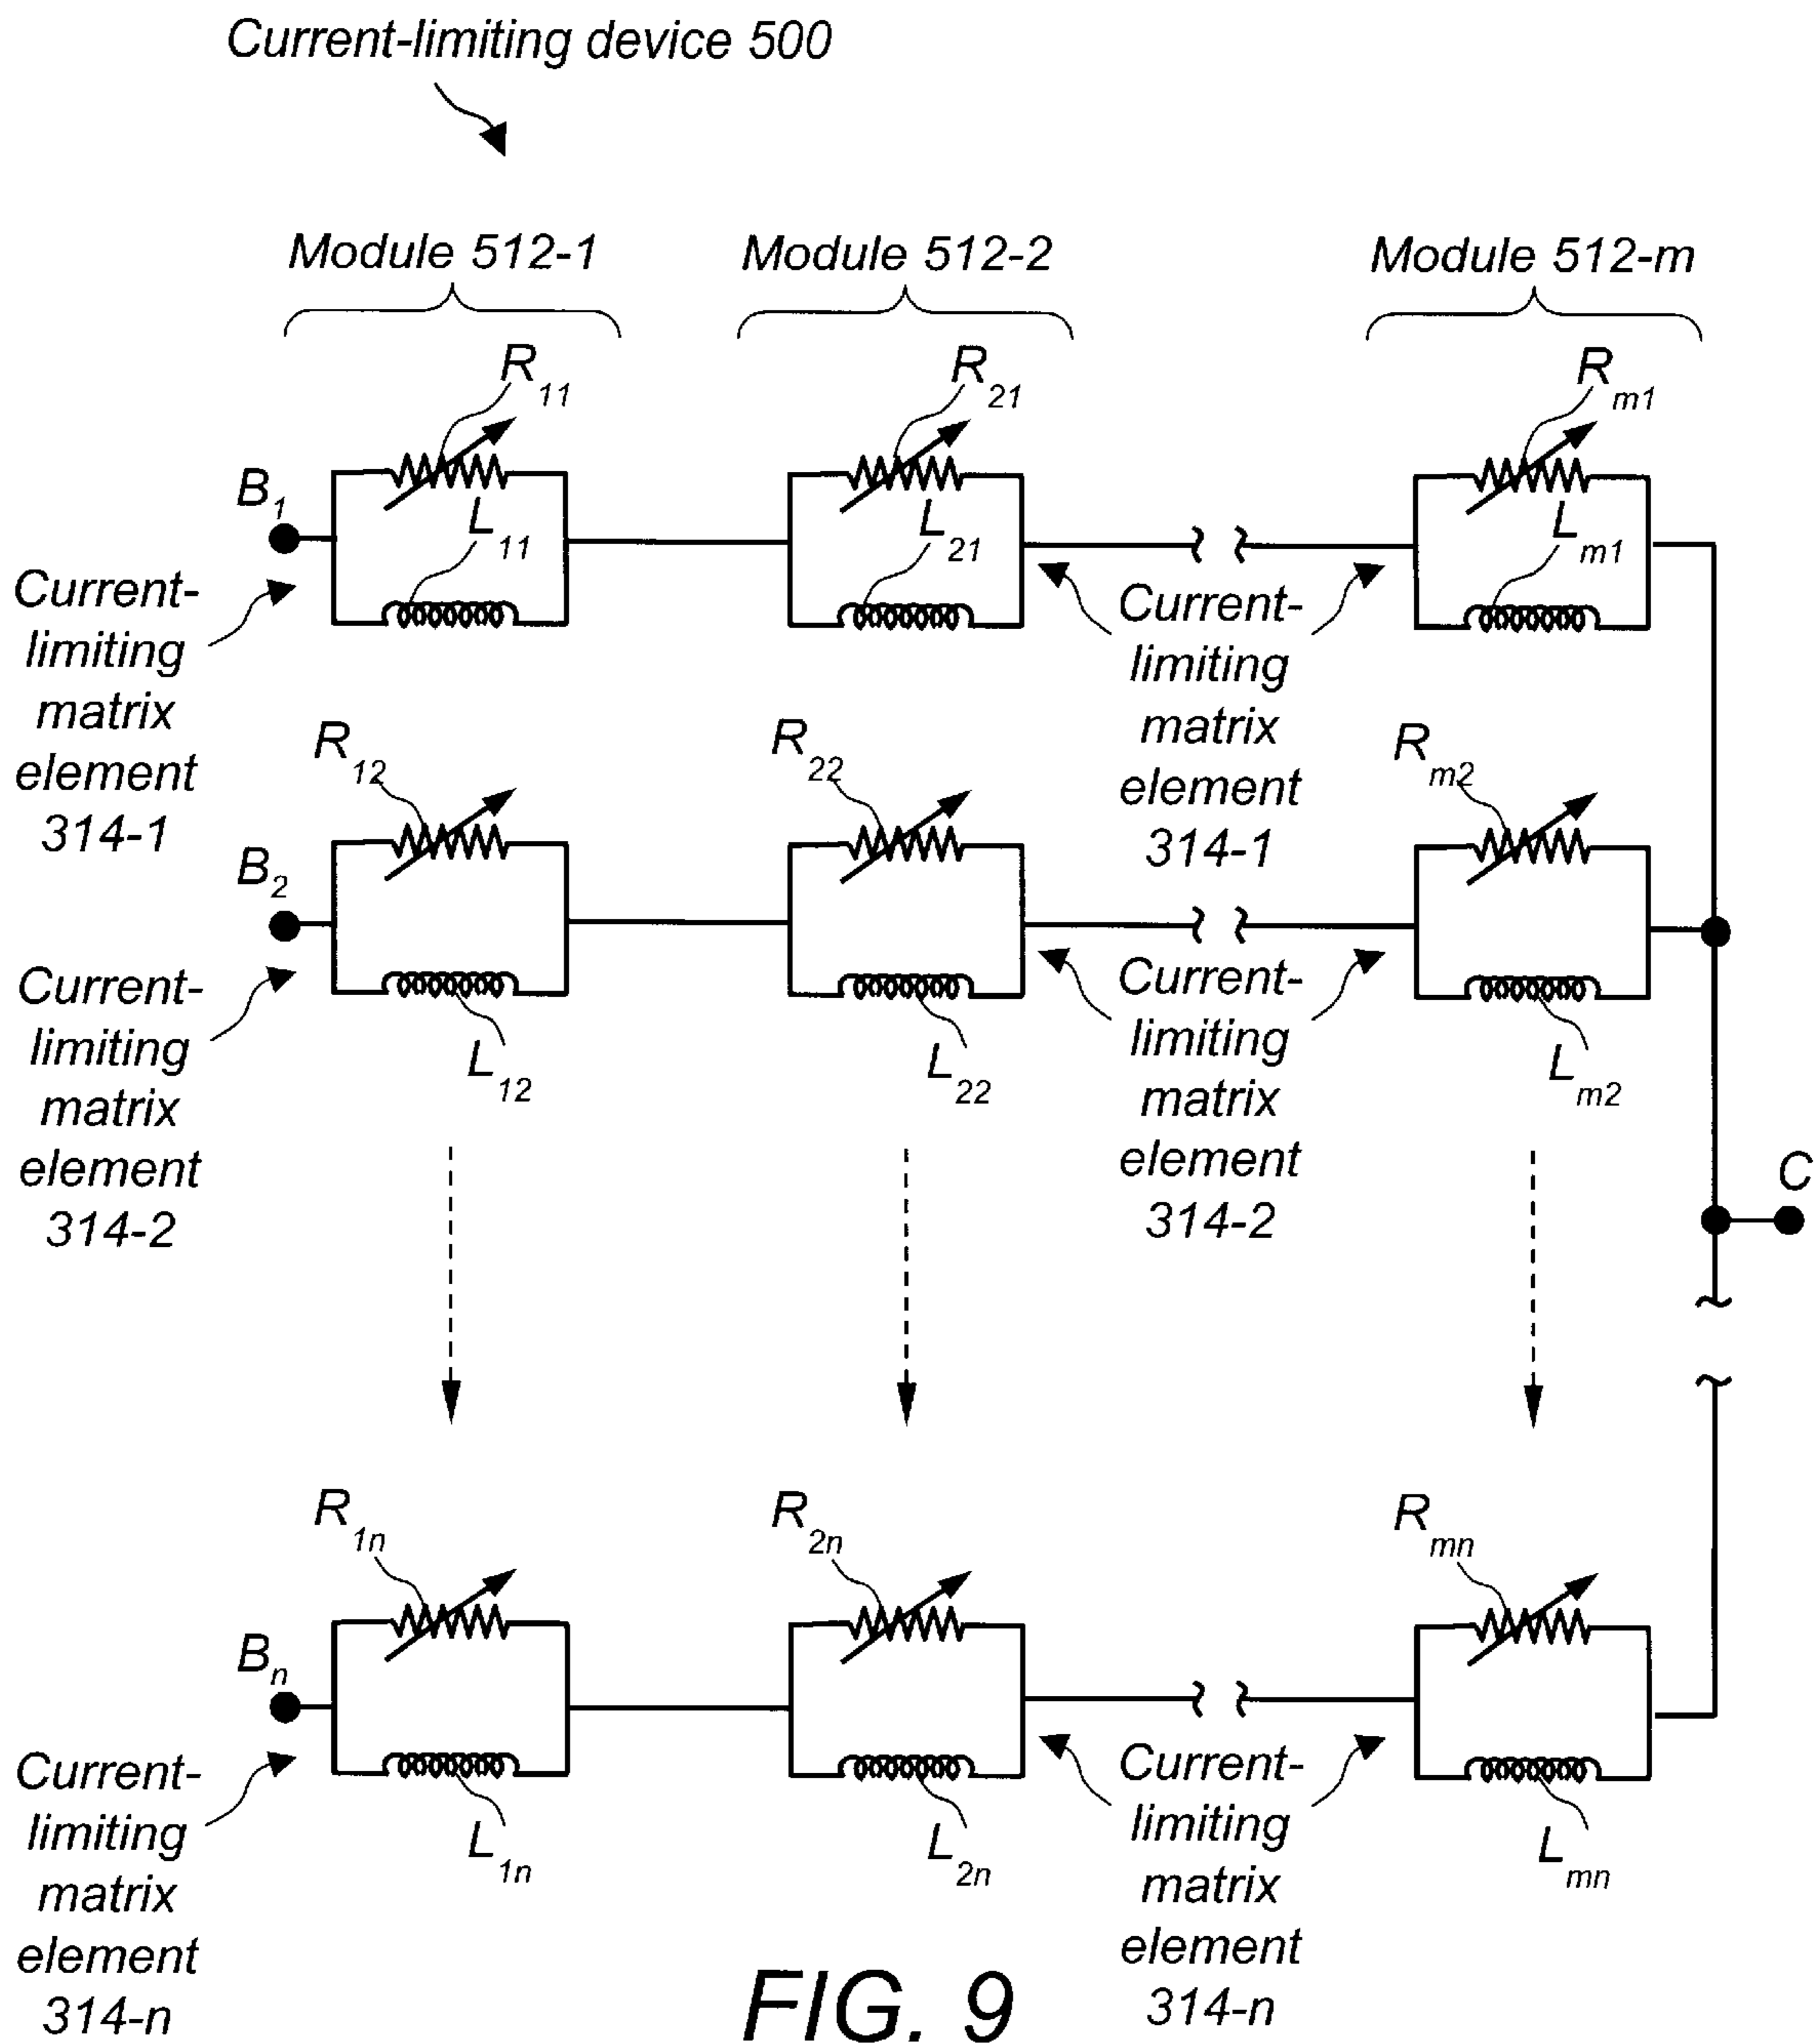 Current-limiting device 500
Module 512-1
Module 512-2
Module 512-m
R11
R21
Rm1
B1
L11
L21
Lm1
Current-
limiting
matrix
element
314-1
Current-
limiting
matrix
element
314-1
R12
R22
Rm2
B2
L12
L22
Lm2
Current-
limiting
matrix
element
314-2
Current-
limiting
matrix
element
314-2
C
R1n
R2n
Rmn
Bn
L1n
L2n
Lmn
Current-
limiting
matrix
element
314-n
Current-
limiting
matrix
element
314-n
FIG. 9